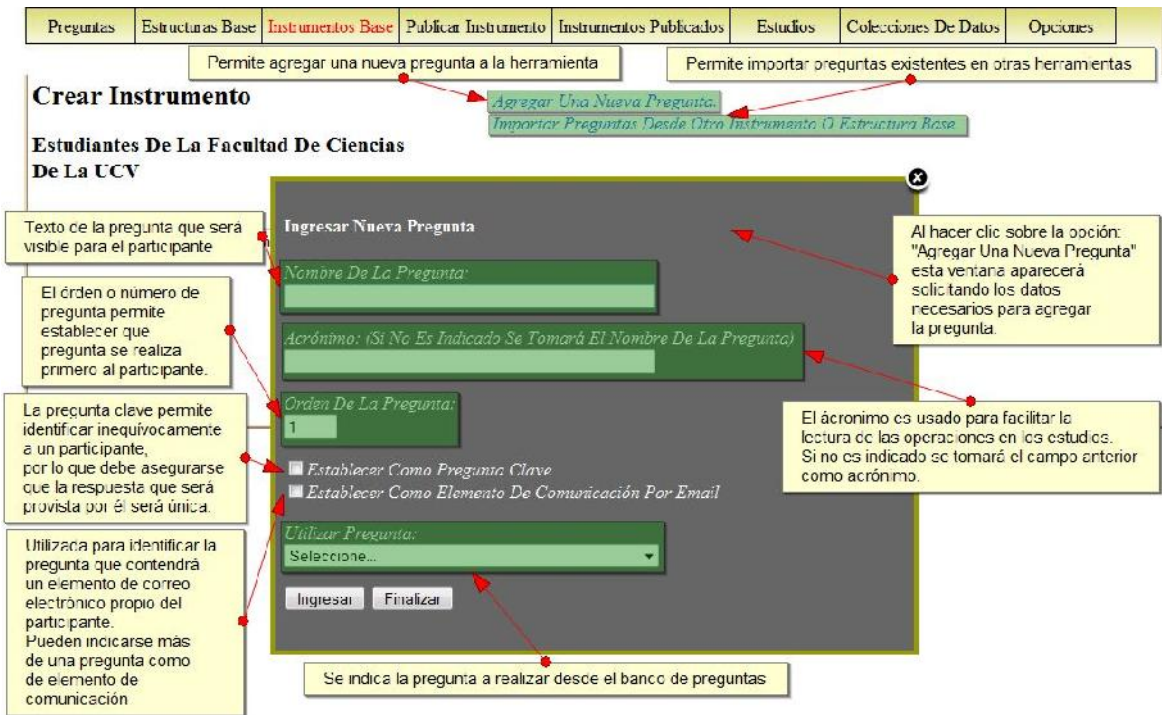 Preguntas
Estructuras Base
Instrumentos Base
Publicar Instrumento
Instrumentos Publicados
Estudios
Colecciones De Datos
Opciones
Permite agregar una nueva pregunta a la herramienta
Permite importar preguntas existentes en otras herramientas
Crear Instrumento
Agregar Una Nueva Pregunta.
Importar Preguntas Desde Otro Instrumento O Estructura Base
Estudiantes De La Facultad De Ciencias
De La UCV
Texto de la pregunta que será
visible para el participante
Ingresar Nueva Pregunta
Al hacer clic sobre la opción:
"Agregar Una Nueva Pregunta"
esta ventana aparecerá
solicitando los datos
necesarios para agregar
la pregunta.
Nombre De La Pregunta:
El órden o número de
pregunta permite
establecer que
pregunta se realiza
primero al participante.
Acrónimo: (Si No Es Indicado Se Tomará El Nombre De La Pregunta)
Orden De La Pregunta:
1
La pregunta clave permite
identificar inequívocamente
a un participante,
por lo que debe asegurarse
que la respuesta que será
provista por él será única.
El ácronimo es usado para facilitar la
lectura de las operaciones en los estudios.
Si no es indicado se tomará el campo anterior
como acrónimo.
Establecer Como Pregunta Clave
Establecer Como Elemento De Comunicación Por Email
Utilizada para identificar la
pregunta que contendrá
un elemento de correo
electrónico propio del
participante.
Pueden indicarse más
de una pregunta como
de elemento de
comunicación
Utilizar Pregunta:
Seleccione...
Ingresar
Finalizar
Se indica la pregunta a realizar desde el banco de preguntas